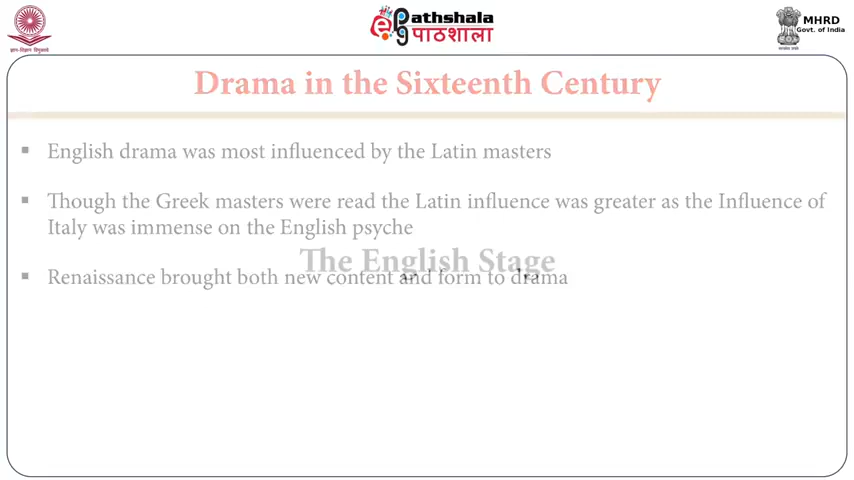 ePathshala
पाठशाला
MHRD
Govt. of India
ज्ञान-विज्ञान विमुक्तये
Drama in the Sixteenth Century
▪ English drama was most influenced by the Latin masters
▪ Though the Greek masters were read the Latin influence was greater as the Influence of
Italy was immense on the English psyche
The English Stage
▪ Renaissance brought both new content and form to drama